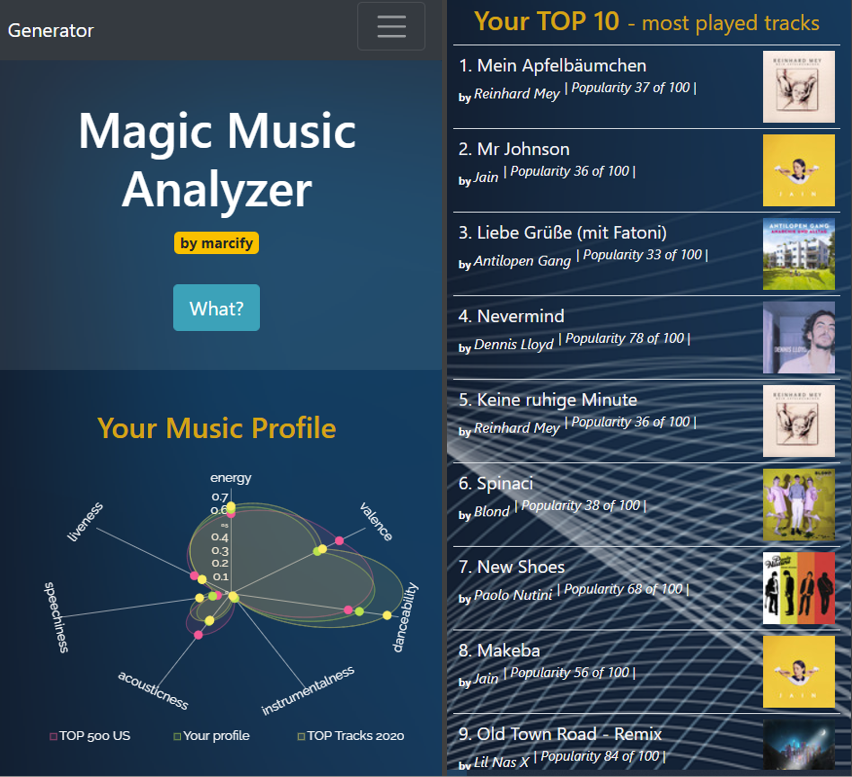 Generator
Magic Music
Analyzer
by marcify
What?
Your Music Profile
energy
0.7
0.6
0.4
0.3
0.2
0.1
valence
danceability
instrumentalness
acousticness
speechiness
liveness
TOP 500 US
Your profile
TOP Tracks 2020
Your TOP 10 - most played tracks
1. Mein Apfelbäumchen
by Reinhard Mey | Popularity 37 of 100 |
REINHARD MEY
2. Mr Johnson
by Jain | Popularity 36 of 100 |
JAIN
3. Liebe Grüße (mit Fatoni)
by Antilopen Gang | Popularity 33 of 100 |
ANTILOPEN GANG
4. Nevermind
by Dennis Lloyd | Popularity 78 of 100 |
DENNIS LLOYD
5. Keine ruhige Minute
by Reinhard Mey | Popularity 36 of 100 |
REINHARD MEY
6. Spinaci
by Blond | Popularity 38 of 100 |
BLOND
7. New Shoes
by Paolo Nutini | Popularity 68 of 100 |
8. Makeba
by Jain | Popularity 56 of 100 |
JAIN
9. Old Town Road - Remix
by Lil Nas X | Popularity 84 of 100 |